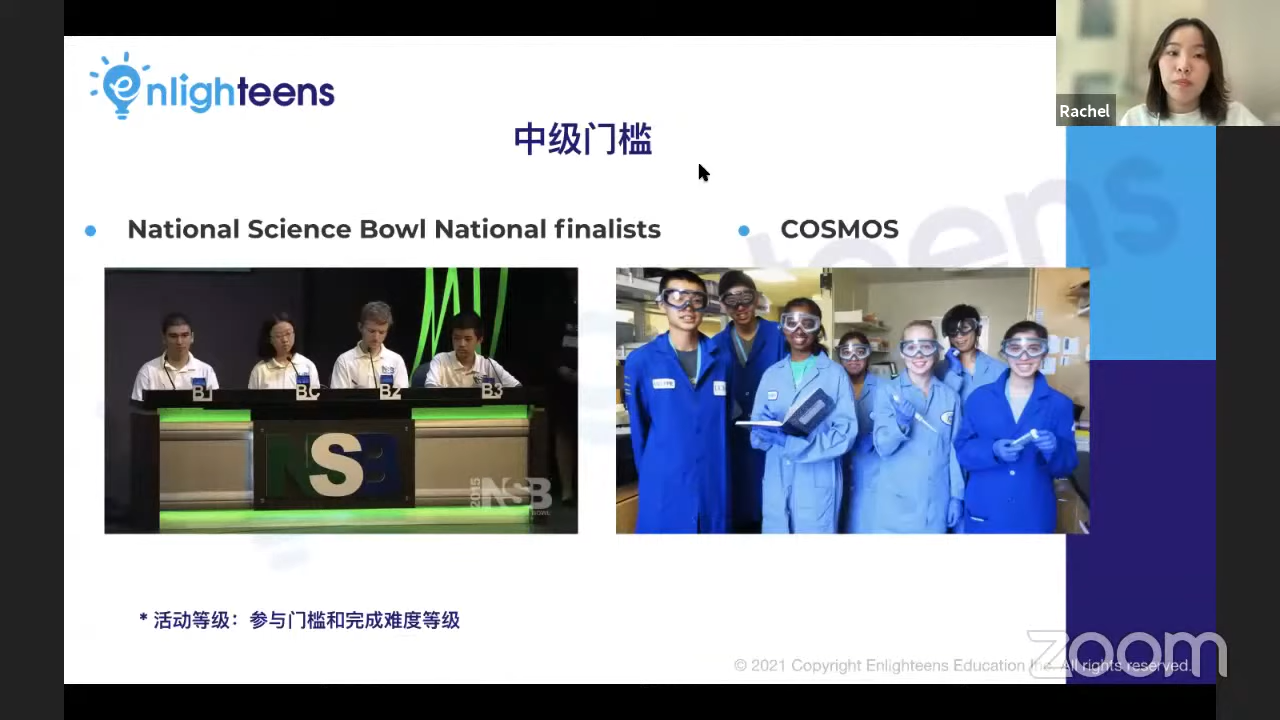 enlighteens
Rachel
中级门槛
National Science Bowl National finalists
COSMOS
B1
BC
B2
B3
NSB
2015 NSB
* 活动等级：参与门槛和完成难度等级
© 2021 Copyright Enlighteens Education Inc. All rights reserved.
zoom